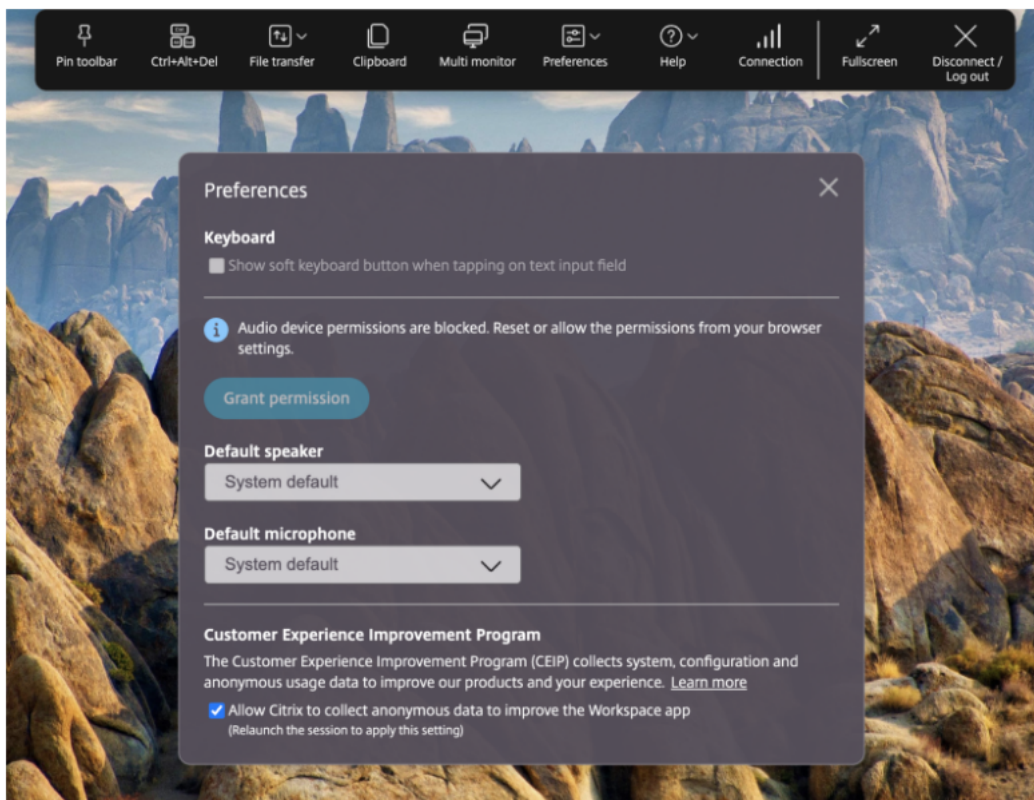 Pin toolbar
Ctrl+Alt+Del
File transfer
Clipboard
Multi monitor
Preferences
Help
Connection
Fullscreen
Disconnect /
Log out
Preferences
Keyboard
Show soft keyboard button when tapping on text input field
Audio device permissions are blocked. Reset or allow the permissions from your browser
settings.
Grant permission
Default speaker
System default
Default microphone
System default
Customer Experience Improvement Program
The Customer Experience Improvement Program (CEIP) collects system, configuration and
anonymous usage data to improve our products and your experience. Learn more
Allow Citrix to collect anonymous data to improve the Workspace app
(Relaunch the session to apply this setting)